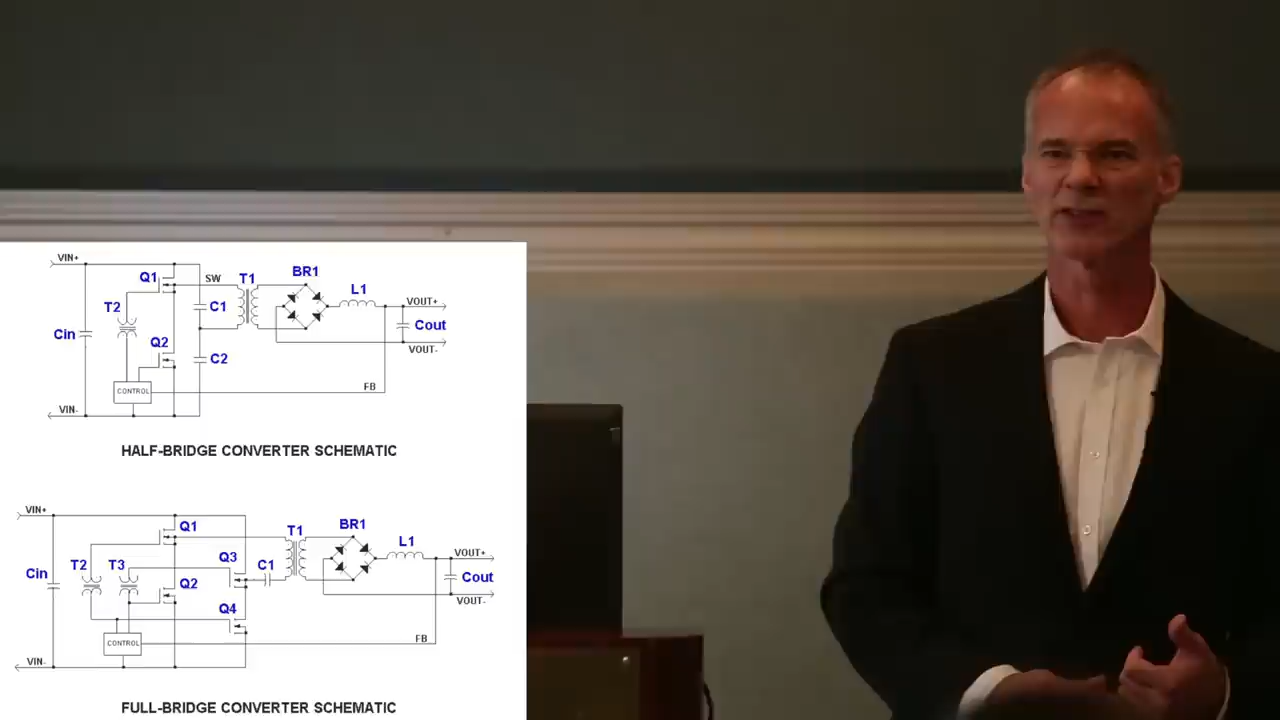 VIN+
Q1
SW
T1
BR1
L1
VOUT+
T2
C1
Cin
Cout
Q2
VOUT-
C2
CONTROL
FB
VIN-
HALF-BRIDGE CONVERTER SCHEMATIC
VIN+
Q1
T1
BR1
L1
VOUT+
Q3
T2
T3
C1
Cin
Cout
Q2
VOUT-
Q4
CONTROL
FB
VIN-
FULL-BRIDGE CONVERTER SCHEMATIC